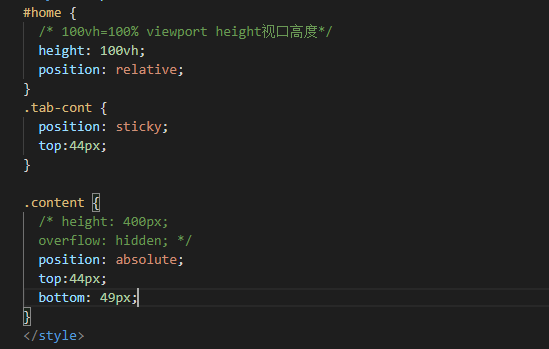 #home {
/* 100vh=100% viewport height视口高度*/
height: 100vh;
position: relative;
}
.tab-cont {
position: sticky;
top:44px;
}
.content {
/* height: 400px;
overflow: hidden; */
position: absolute;
top:44px;
bottom: 49px;
}
</style>